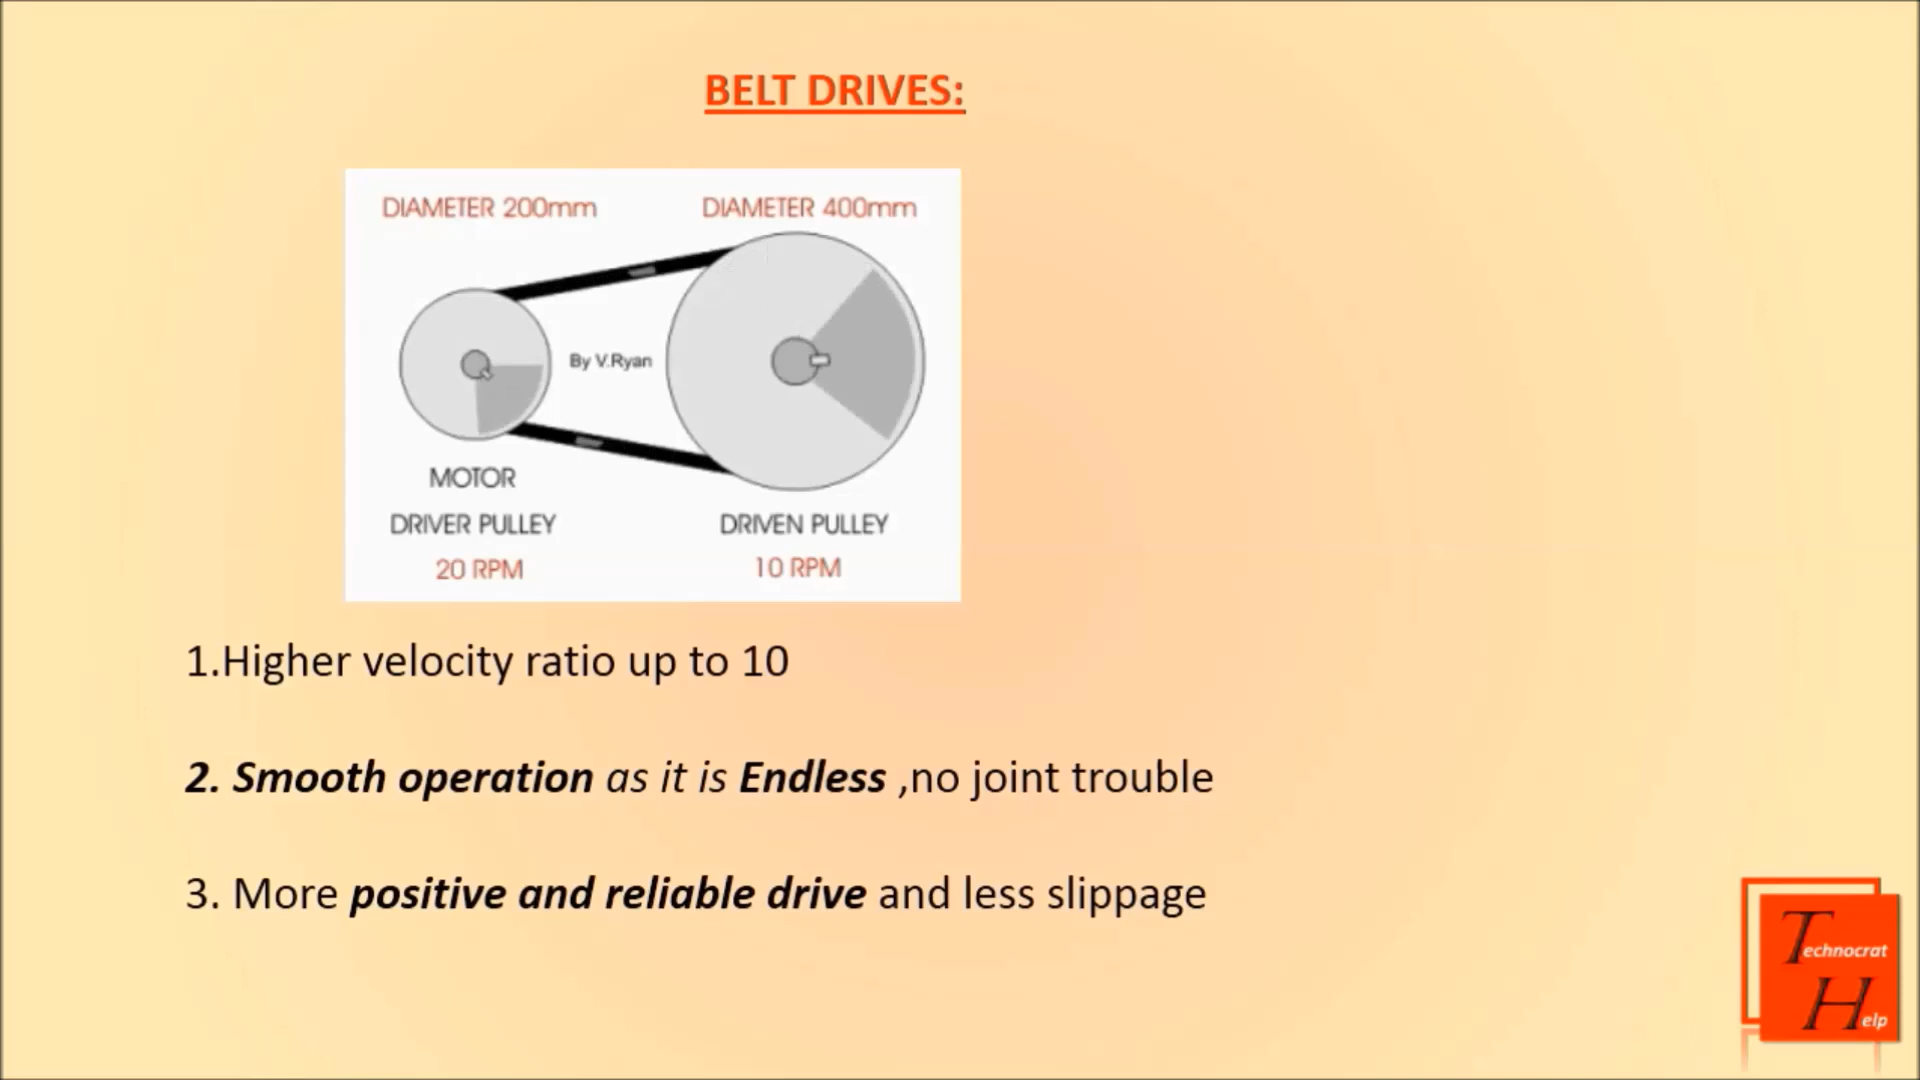 BELT DRIVES:
DIAMETER 200mm
DIAMETER 400mm
By V.Ryan
MOTOR
DRIVER PULLEY
20 RPM
DRIVEN PULLEY
10 RPM
1.Higher velocity ratio up to 10
2. Smooth operation as it is Endless ,no joint trouble
3. More positive and reliable drive and less slippage
Technocrat
Help